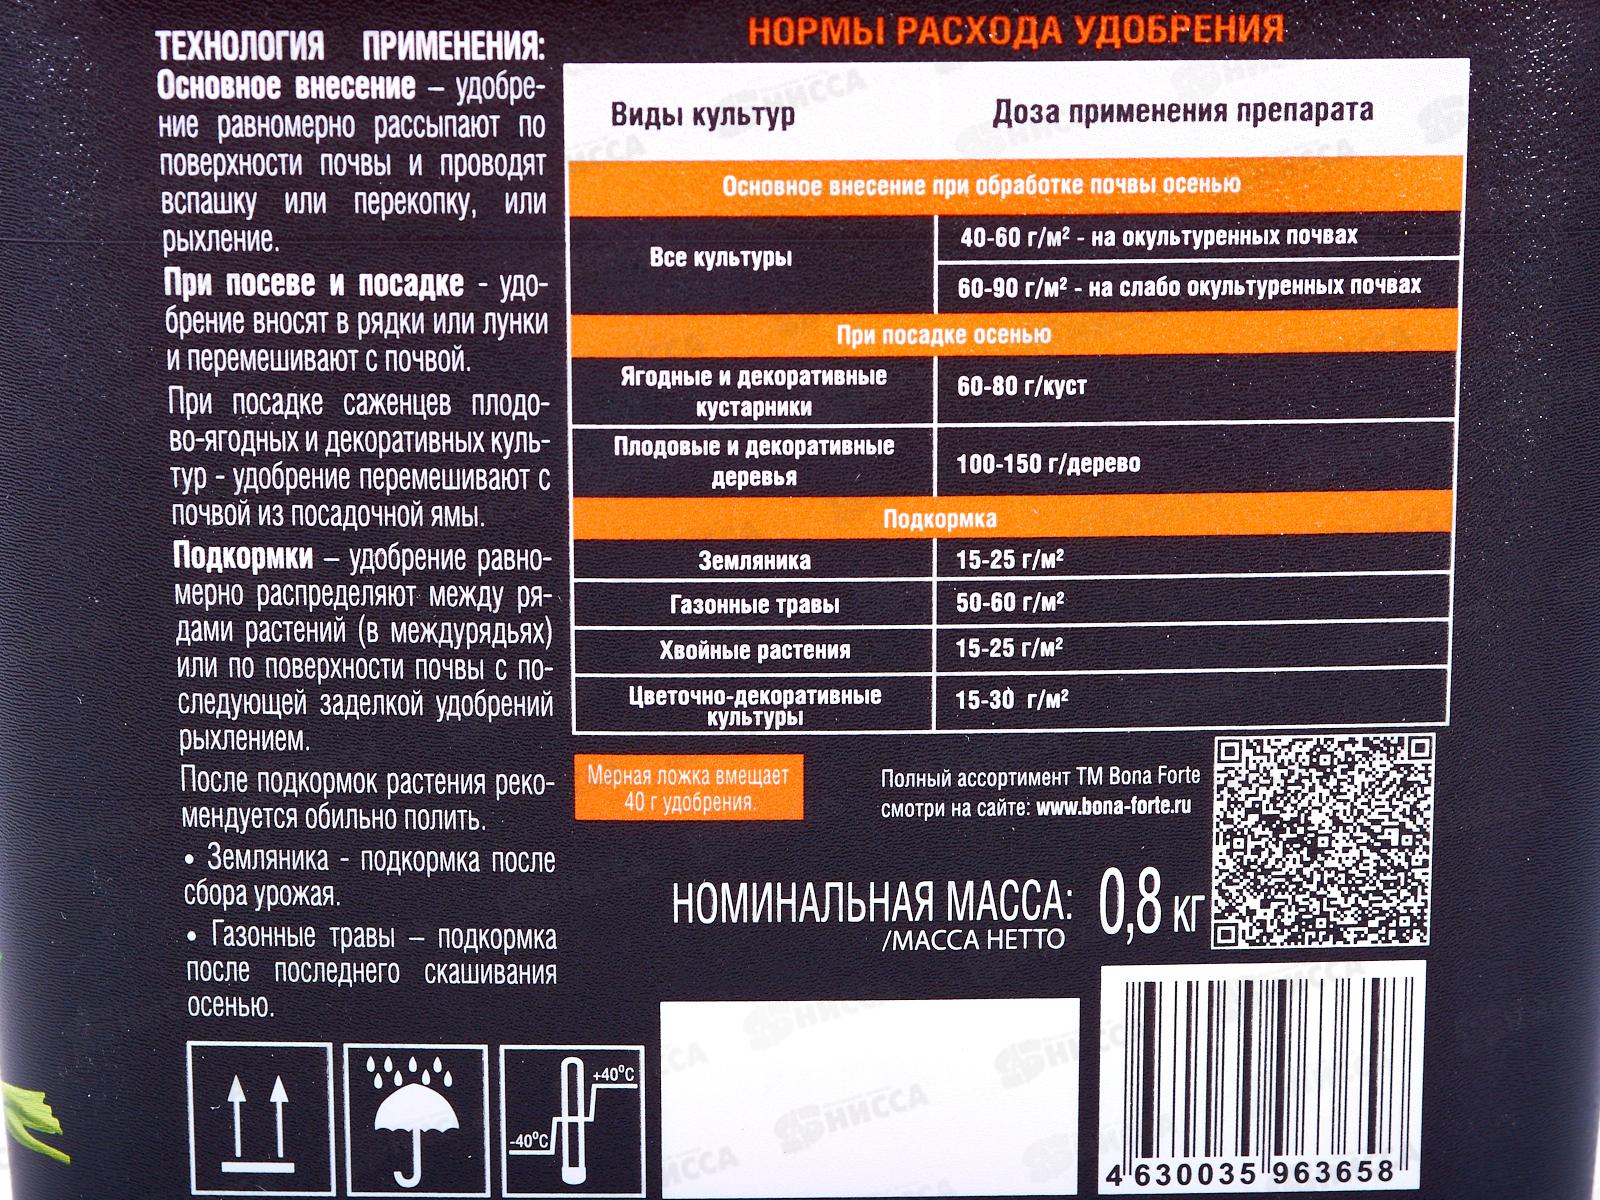 ТЕХНОЛОГИЯ ПРИМЕНЕНИЯ:
Основное внесение – удобре-
ние равномерно рассыпают по
поверхности почвы и проводят
вспашку или перекопку, или
рыхление.
При посеве и посадке - удо-
брение вносят в рядки или лунки
и перемешивают с почвой.
При посадке саженцев плодо-
во-ягодных и декоративных куль-
тур - удобрение перемешивают с
почвой из посадочной ямы.
Подкормки – удобрение равно-
мерно распределяют между ря-
дами растений (в междурядьях)
или по поверхности почвы с по-
следующей заделкой удобрений
рыхлением.
После подкормок растения реко-
мендуется обильно полить.
• Земляника - подкормка после
сбора урожая.
• Газонные травы – подкормка
после последнего скашивания
осенью.
-40°C
+40°C
НОРМЫ РАСХОДА УДОБРЕНИЯ
Виды культур
Доза применения препарата
Основное внесение при обработке почвы осенью
Все культуры
40-60 г/м² - на окультуренных почвах
60-90 г/м² - на слабо окультуренных почвах
При посадке осенью
Ягодные и декоративные
кустарники
60-80 г/куст
Плодовые и декоративные
деревья
100-150 г/дерево
Подкормка
Земляника
15-25 г/м²
Газонные травы
50-60 г/м²
Хвойные растения
15-25 г/м²
Цветочно-декоративные
культуры
15-30 г/м²
Мерная ложка вмещает
40 г удобрения.
Полный ассортимент ТМ Bona Forte
смотри на сайте: www.bona-forte.ru
НОМИНАЛЬНАЯ МАССА: 0,8 кг
/МАССА НЕТТО
4 630035 963658
НИССА